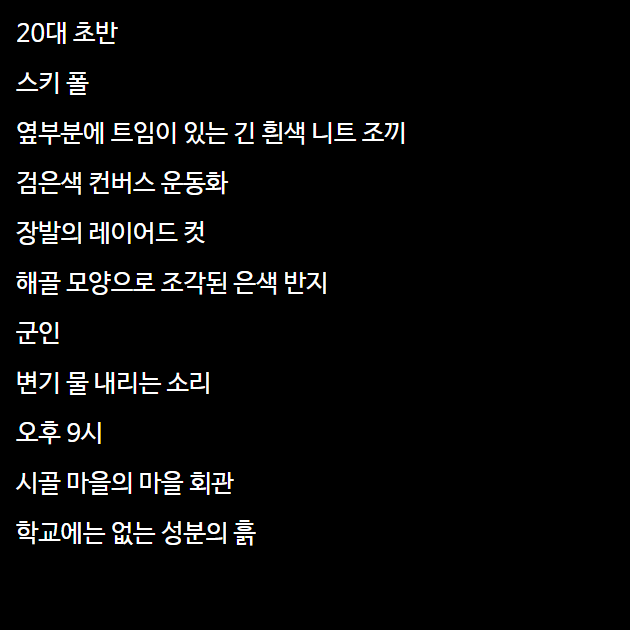 20대 초반
스키 폴
옆부분에 트임이 있는 긴 흰색 니트 조끼
검은색 컨버스 운동화
장발의 레이어드 컷
해골 모양으로 조각된 은색 반지
군인
변기 물 내리는 소리
오후 9시
시골 마을의 마을 회관
학교에는 없는 성분의 흙